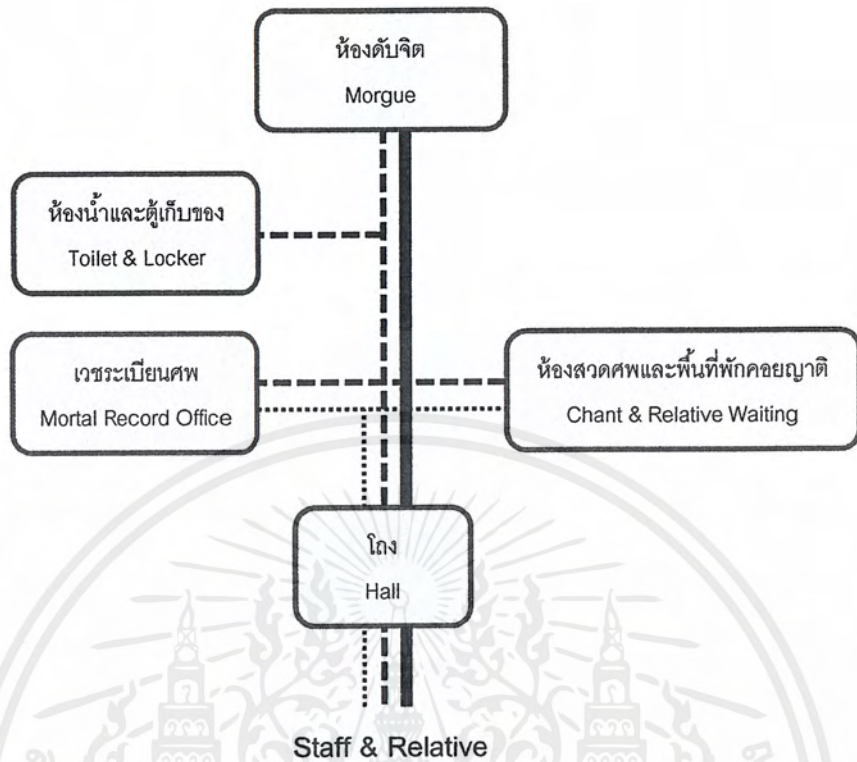 ห้องดับจิต
Morgue
ห้องน้ำและตู้เก็บของ
Toilet & Locker
เวชระเบียนศพ
Mortal Record Office
ห้องสวดศพและพื้นที่พักคอยญาติ
Chant & Relative Waiting
โถง
Hall
Staff & Relative